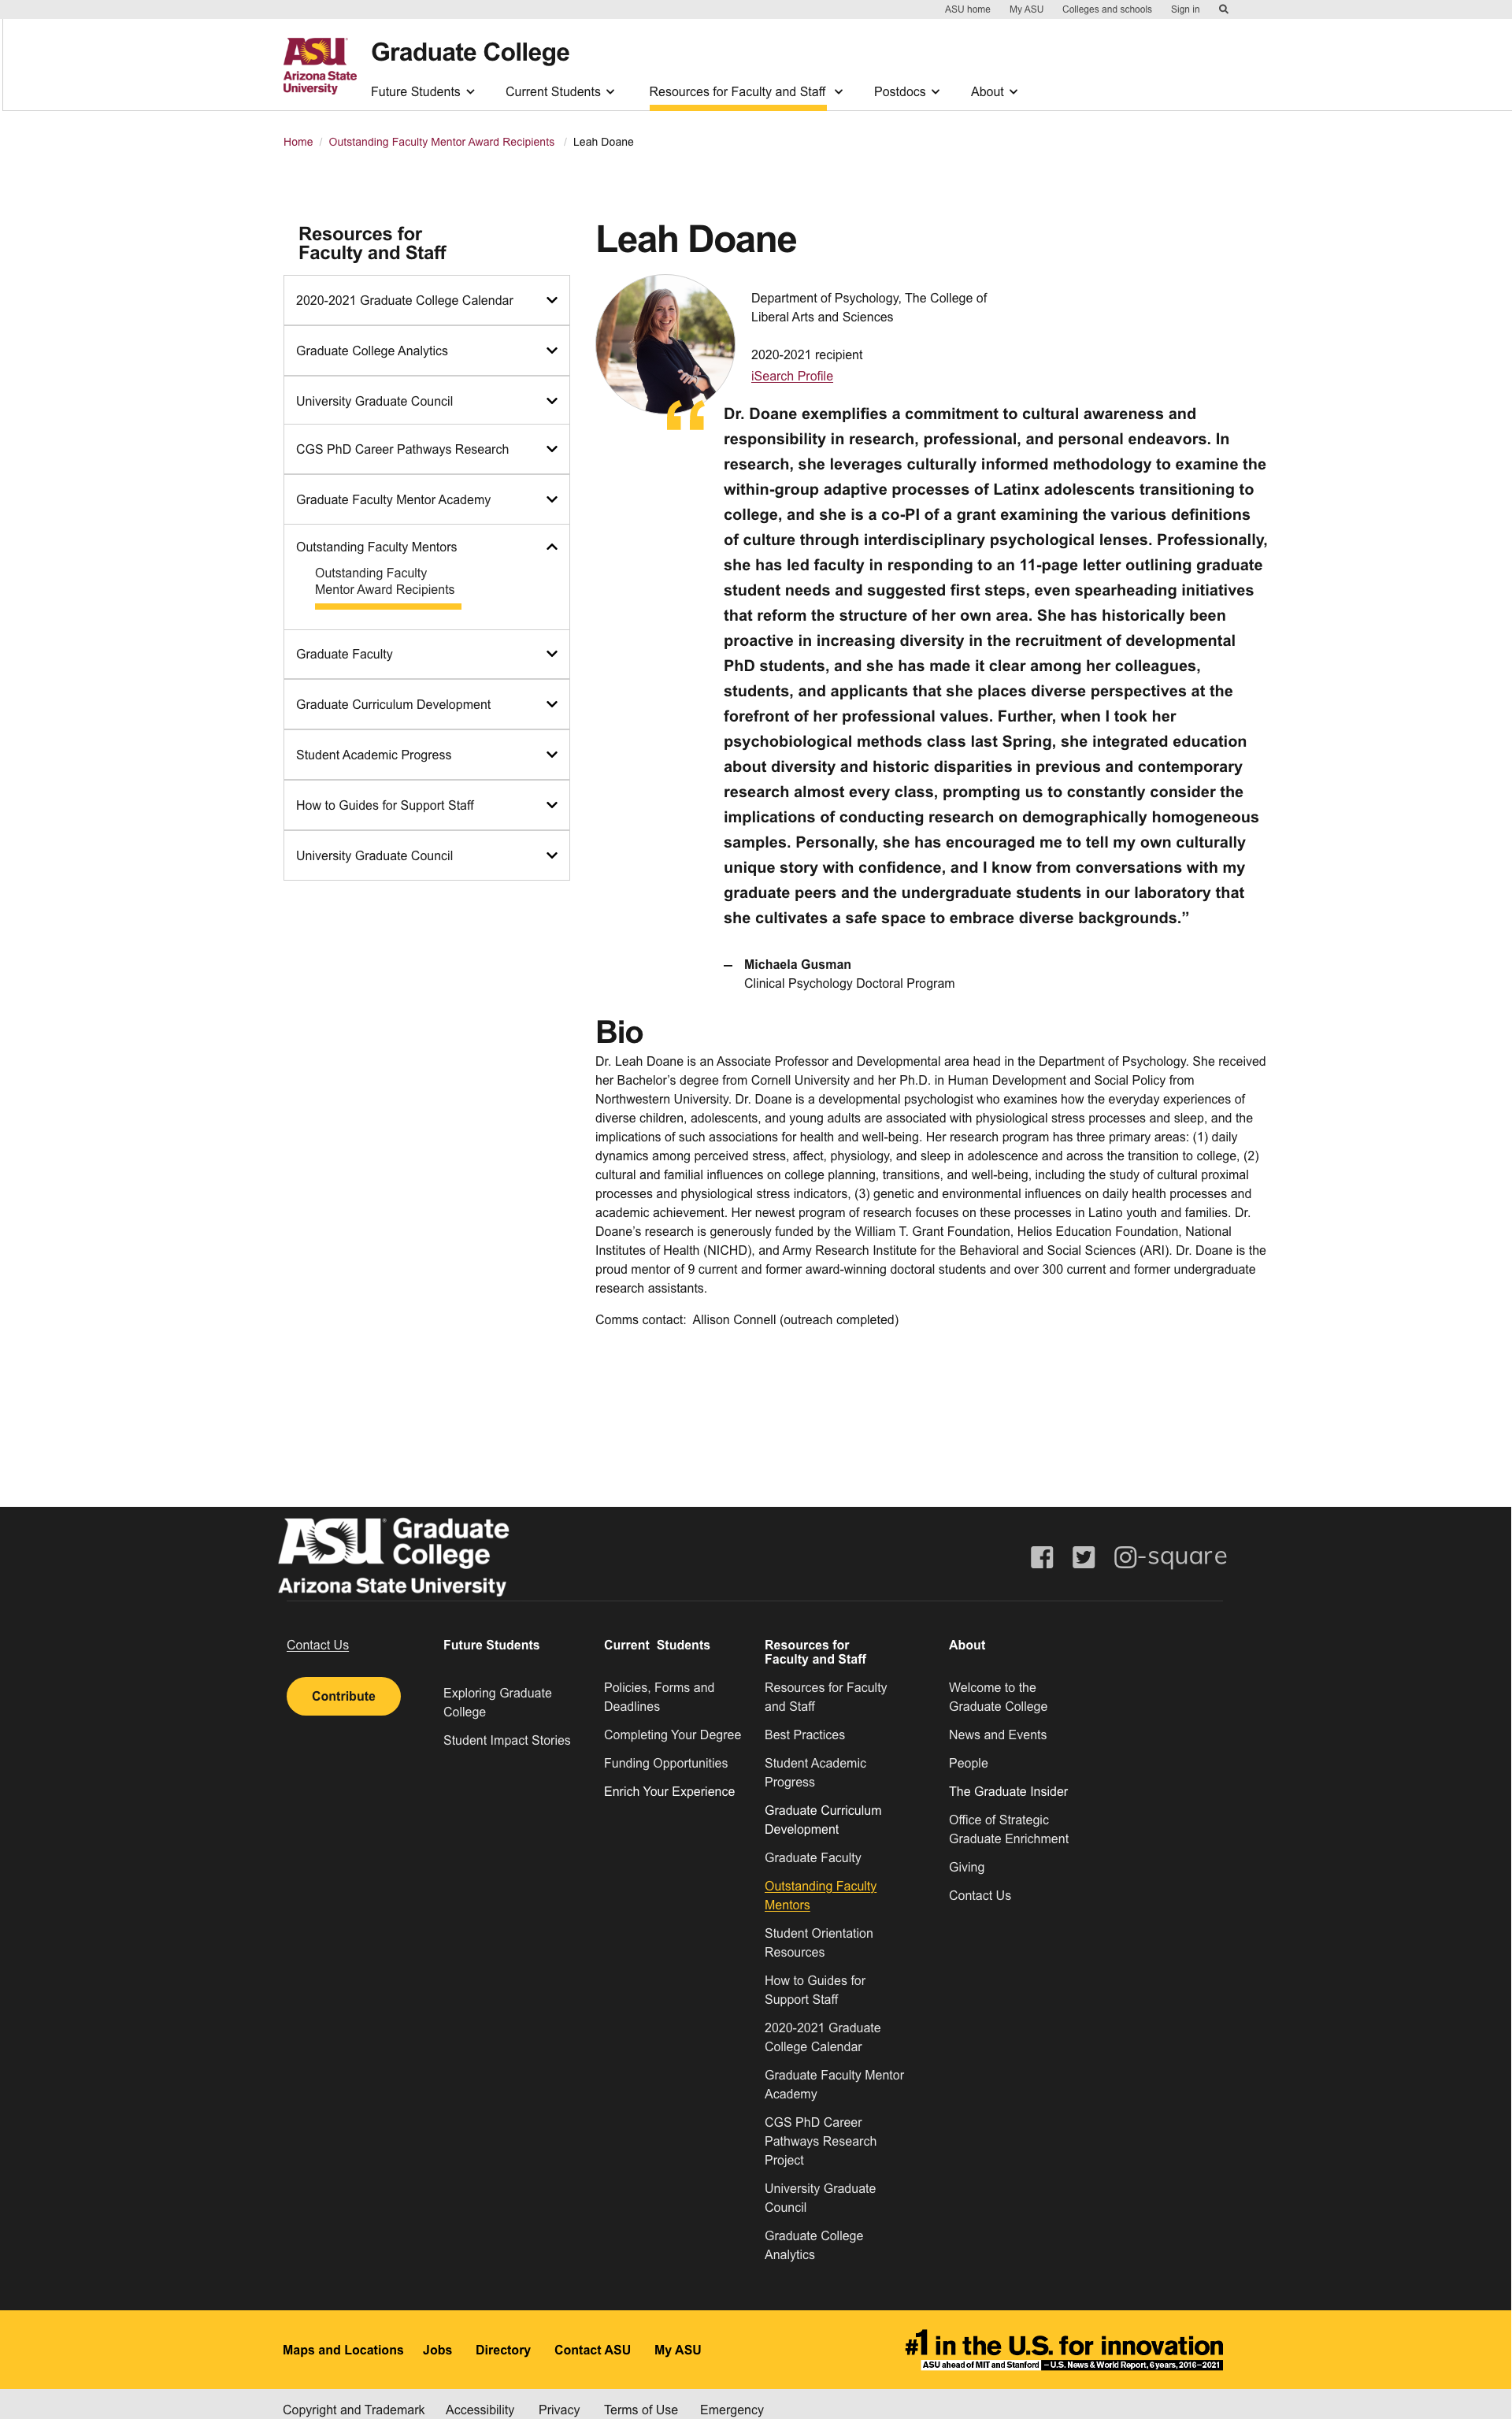 ASU home My ASU Colleges and schools Sign in
ASU
Arizona State
University
Graduate College
Future Students Current Students Resources for Faculty and Staff Postdocs About
Home / Outstanding Faculty Mentor Award Recipients / Leah Doane
Resources for
Faculty and Staff
2020-2021 Graduate College Calendar
Graduate College Analytics
University Graduate Council
CGS PhD Career Pathways Research
Graduate Faculty Mentor Academy
Outstanding Faculty Mentors
Outstanding Faculty
Mentor Award Recipients
Graduate Faculty
Graduate Curriculum Development
Student Academic Progress
How to Guides for Support Staff
University Graduate Council
Leah Doane
Department of Psychology, The College of
Liberal Arts and Sciences
2020-2021 recipient
iSearch Profile
“
Dr. Doane exemplifies a commitment to cultural awareness and
responsibility in research, professional, and personal endeavors. In
research, she leverages culturally informed methodology to examine the
within-group adaptive processes of Latinx adolescents transitioning to
college, and she is a co-PI of a grant examining the various definitions
of culture through interdisciplinary psychological lenses. Professionally,
she has led faculty in responding to an 11-page letter outlining graduate
student needs and suggested first steps, even spearheading initiatives
that reform the structure of her own area. She has historically been
proactive in increasing diversity in the recruitment of developmental
PhD students, and she has made it clear among her colleagues,
students, and applicants that she places diverse perspectives at the
forefront of her professional values. Further, when I took her
psychobiological methods class last Spring, she integrated education
about diversity and historic disparities in previous and contemporary
research almost every class, prompting us to constantly consider the
implications of conducting research on demographically homogeneous
samples. Personally, she has encouraged me to tell my own culturally
unique story with confidence, and I know from conversations with my
graduate peers and the undergraduate students in our laboratory that
she cultivates a safe space to embrace diverse backgrounds.”
– Michaela Gusman
Clinical Psychology Doctoral Program
Bio
Dr. Leah Doane is an Associate Professor and Developmental area head in the Department of Psychology. She received
her Bachelor’s degree from Cornell University and her Ph.D. in Human Development and Social Policy from
Northwestern University. Dr. Doane is a developmental psychologist who examines how the everyday experiences of
diverse children, adolescents, and young adults are associated with physiological stress processes and sleep, and the
implications of such associations for health and well-being. Her research program has three primary areas: (1) daily
dynamics among perceived stress, affect, physiology, and sleep in adolescence and across the transition to college, (2)
cultural and familial influences on college planning, transitions, and well-being, including the study of cultural proximal
processes and physiological stress indicators, (3) genetic and environmental influences on daily health processes and
academic achievement. Her newest program of research focuses on these processes in Latino youth and families. Dr.
Doane’s research is generously funded by the William T. Grant Foundation, Helios Education Foundation, National
Institutes of Health (NICHD), and Army Research Institute for the Behavioral and Social Sciences (ARI). Dr. Doane is the
proud mentor of 9 current and former award-winning doctoral students and over 300 current and former undergraduate
research assistants.
Comms contact: Allison Connell (outreach completed)
ASU Graduate
College
Arizona State University
-square
Contact Us
Contribute
Future Students
Exploring Graduate
College
Student Impact Stories
Current Students
Policies, Forms and
Deadlines
Completing Your Degree
Funding Opportunities
Enrich Your Experience
Resources for
Faculty and Staff
Resources for Faculty
and Staff
Best Practices
Student Academic
Progress
Graduate Curriculum
Development
Graduate Faculty
Outstanding Faculty
Mentors
Student Orientation
Resources
How to Guides for
Support Staff
2020-2021 Graduate
College Calendar
Graduate Faculty Mentor
Academy
CGS PhD Career
Pathways Research
Project
University Graduate
Council
Graduate College
Analytics
About
Welcome to the
Graduate College
News and Events
People
The Graduate Insider
Office of Strategic
Graduate Enrichment
Giving
Contact Us
Maps and Locations Jobs Directory Contact ASU My ASU
#1 in the U.S. for innovation
ASU ahead of MIT and Stanford – U.S. News & World Report, 6 years, 2016–2021
Copyright and Trademark Accessibility Privacy Terms of Use Emergency